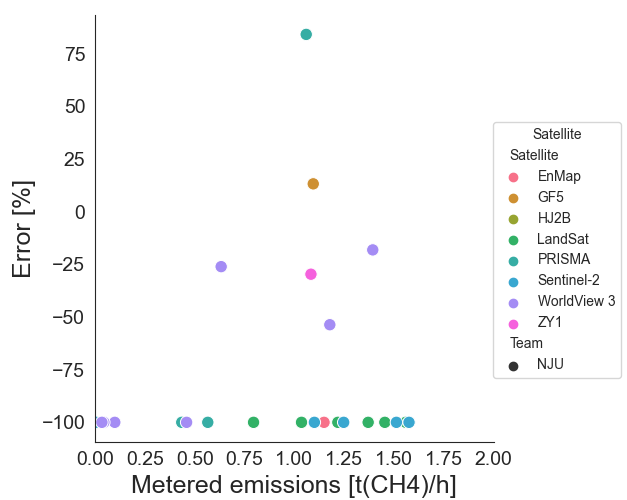 75
50
25
0
−25
−50
−75
−100
Error [%]
0.00 0.25 0.50 0.75 1.00 1.25 1.50 1.75 2.00
Metered emissions [t(CH4)/h]
Satellite
Satellite
EnMap
GF5
HJ2B
LandSat
PRISMA
Sentinel-2
WorldView 3
ZY1
Team
NJU